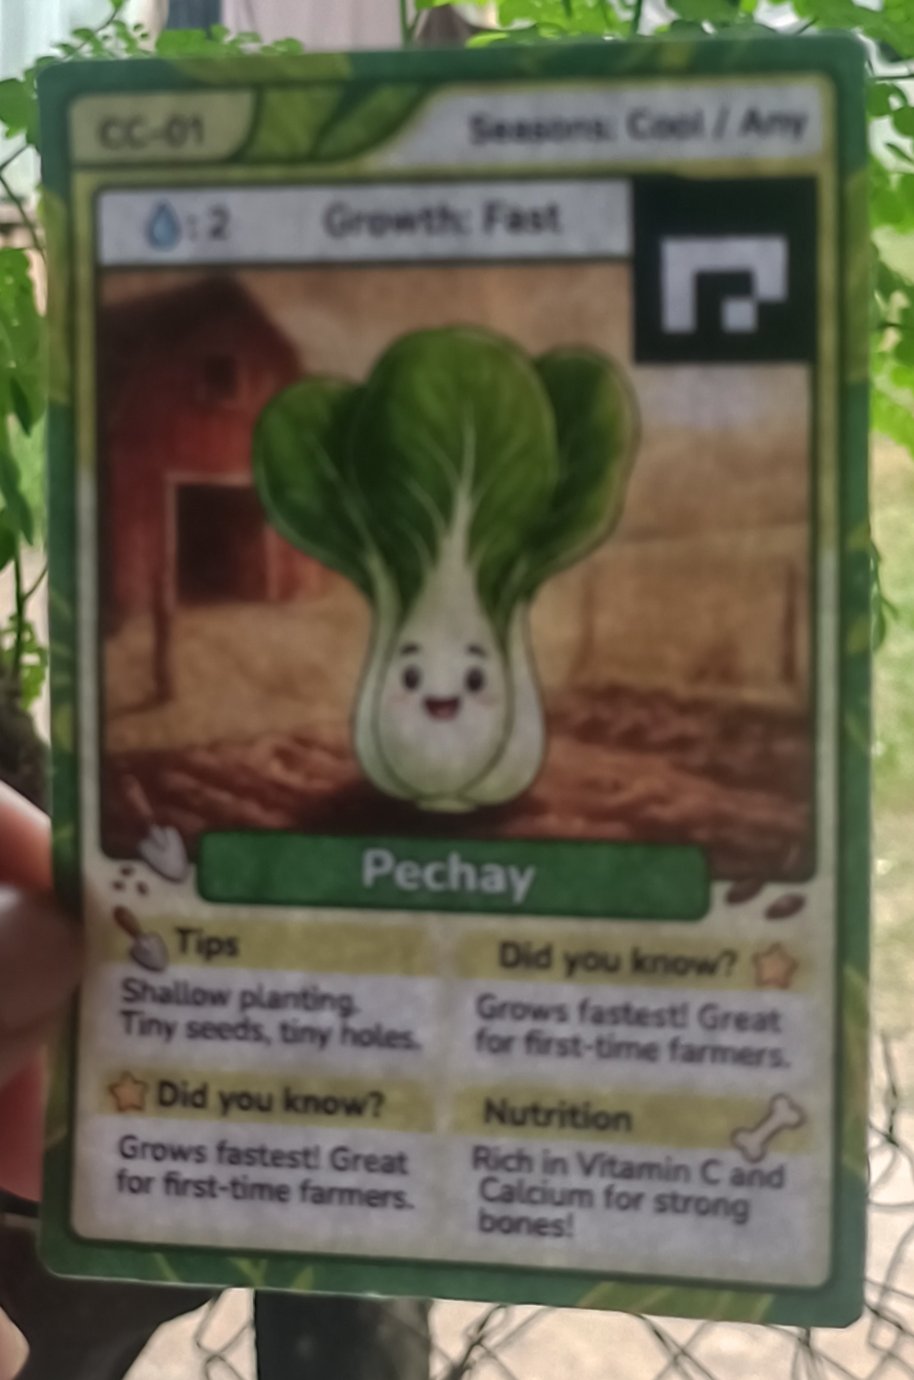 CC-01
Seasons: Cool / Any
: 2
Growth: Fast
Pechay
Tips
Shallow planting.
Tiny seeds, tiny holes.
Did you know?
Grows fastest! Great
for first-time farmers.
Did you know?
Grows fastest! Great
for first-time farmers.
Nutrition
Rich in Vitamin C and
Calcium for strong
bones!